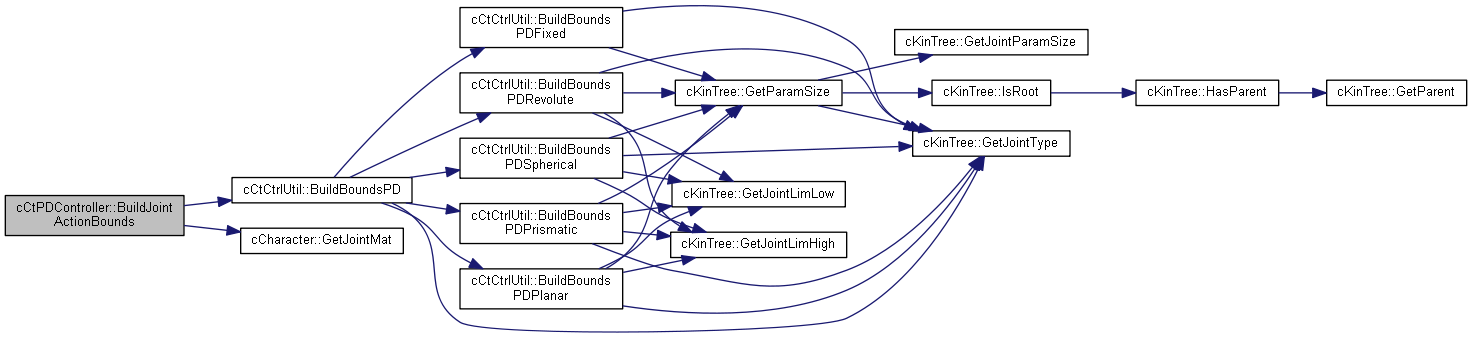 cCtPDController::BuildJoint
ActionBounds
cCtCtrlUtil::BuildBoundsPD
cCharacter::GetJointMat
cCtCtrlUtil::BuildBounds
PDFixed
cCtCtrlUtil::BuildBounds
PDRevolute
cCtCtrlUtil::BuildBounds
PDSpherical
cCtCtrlUtil::BuildBounds
PDPrismatic
cCtCtrlUtil::BuildBounds
PDPlanar
cKinTree::GetParamSize
cKinTree::GetJointLimLow
cKinTree::GetJointLimHigh
cKinTree::GetJointParamSize
cKinTree::IsRoot
cKinTree::GetJointType
cKinTree::HasParent
cKinTree::GetParent